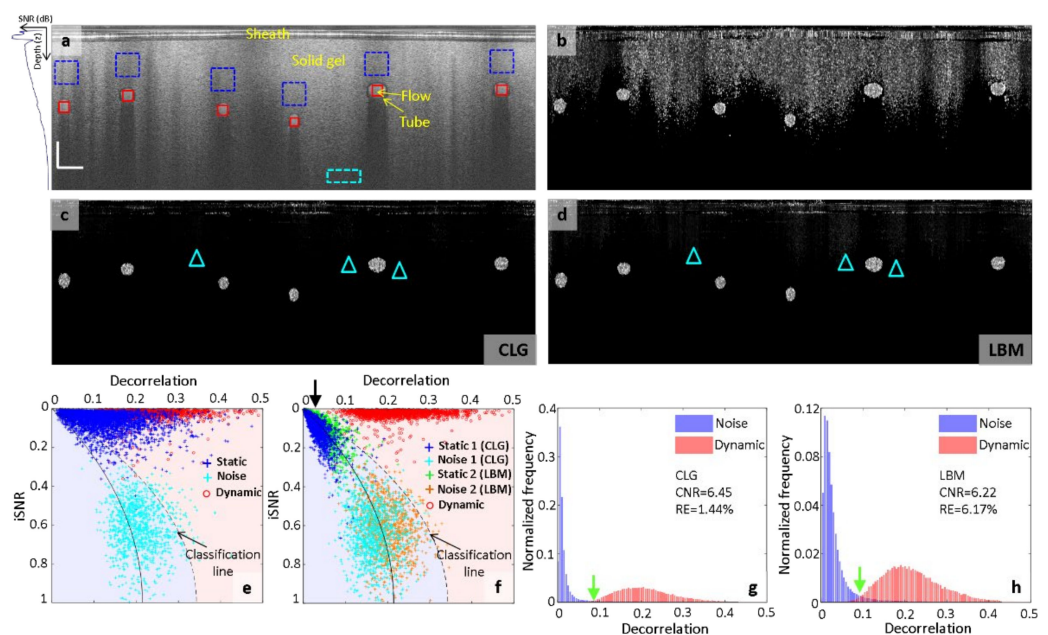 SNR (dB)
Depth (z)
a
Sheath
Solid gel
Flow
Tube
b
c
CLG
d
LBM
Decorrelation
0 0.1 0.2 0.3 0.4 0.5
0
0.2
0.4
0.6
0.8
1
iSNR
Static
Noise
Dynamic
Classification
line
e
Decorrelation
0 0.1 0.2 0.3 0.4 0.5
0
0.2
0.4
0.6
0.8
1
iSNR
Static 1 (CLG)
Noise 1 (CLG)
Static 2 (LBM)
Noise 2 (LBM)
Dynamic
Classification
line
f
0.4
0.3
0.2
0.1
0
Normalized frequency
Noise
Dynamic
CLG
CNR=6.45
RE=1.44%
g
0 0.1 0.2 0.3 0.4 0.5
Decorrelation
0.12
0.09
0.06
0.03
0
Normalized frequency
Noise
Dynamic
LBM
CNR=6.22
RE=6.17%
h
0 0.1 0.2 0.3 0.4 0.5
Decorrelation